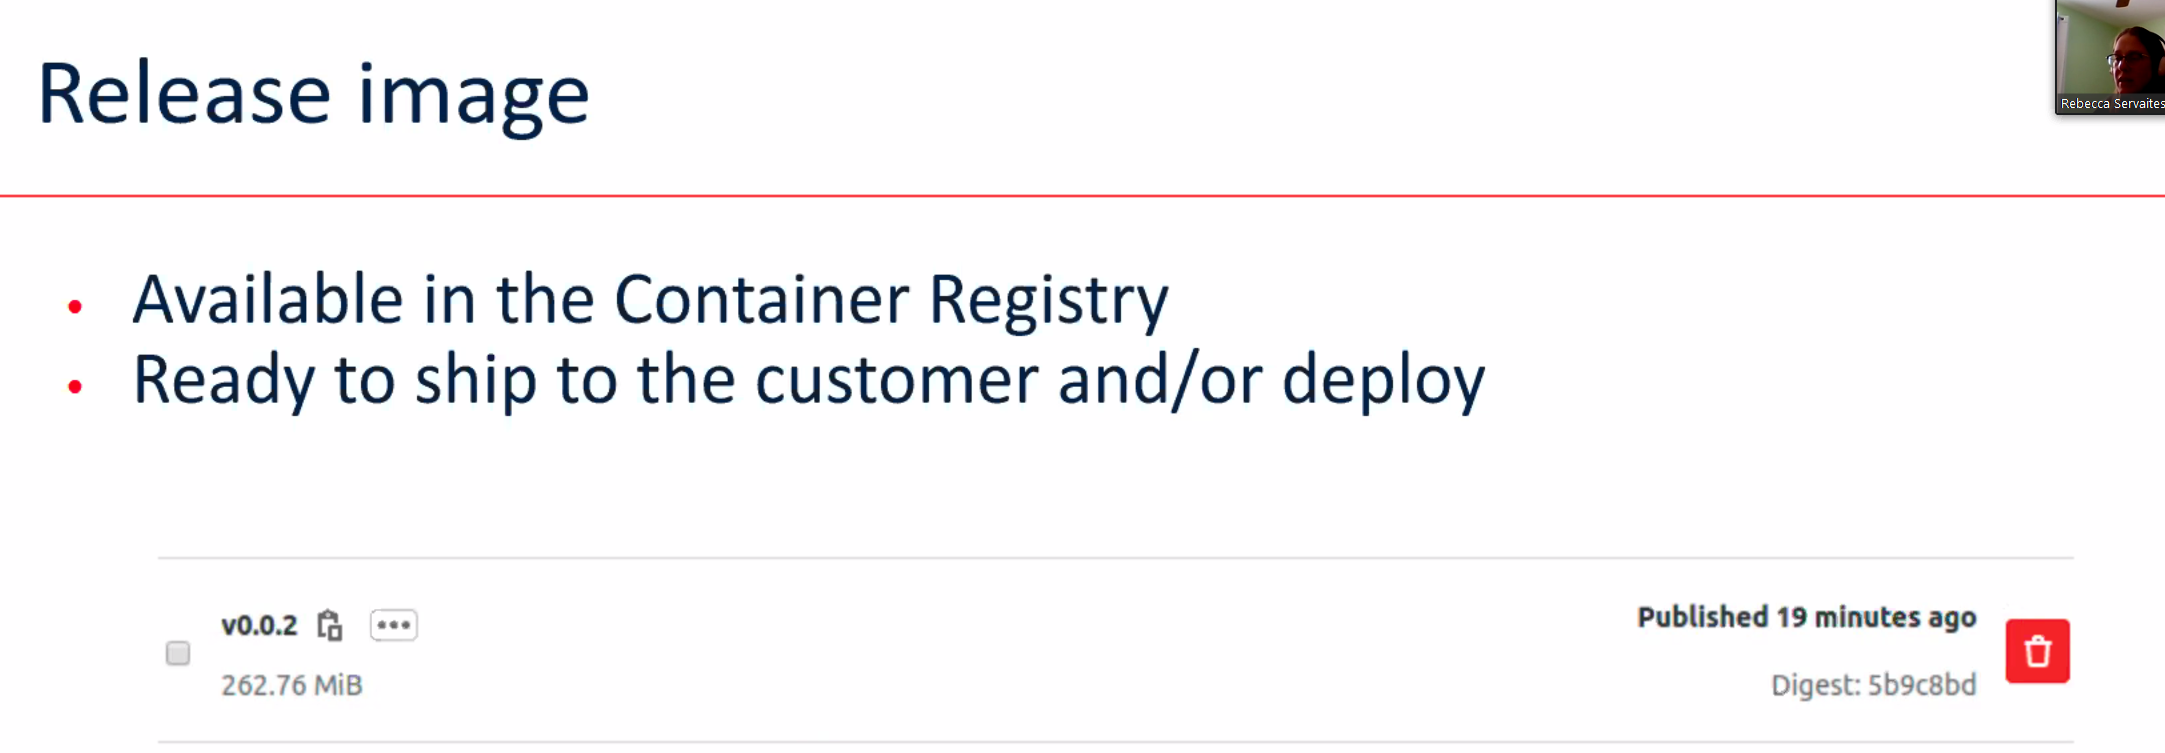 Release image
Rebecca Servaites
Available in the Container Registry
Ready to ship to the customer and/or deploy
v0.0.2
Published 19 minutes ago
262.76 MiB
Digest: 5b9c8bd